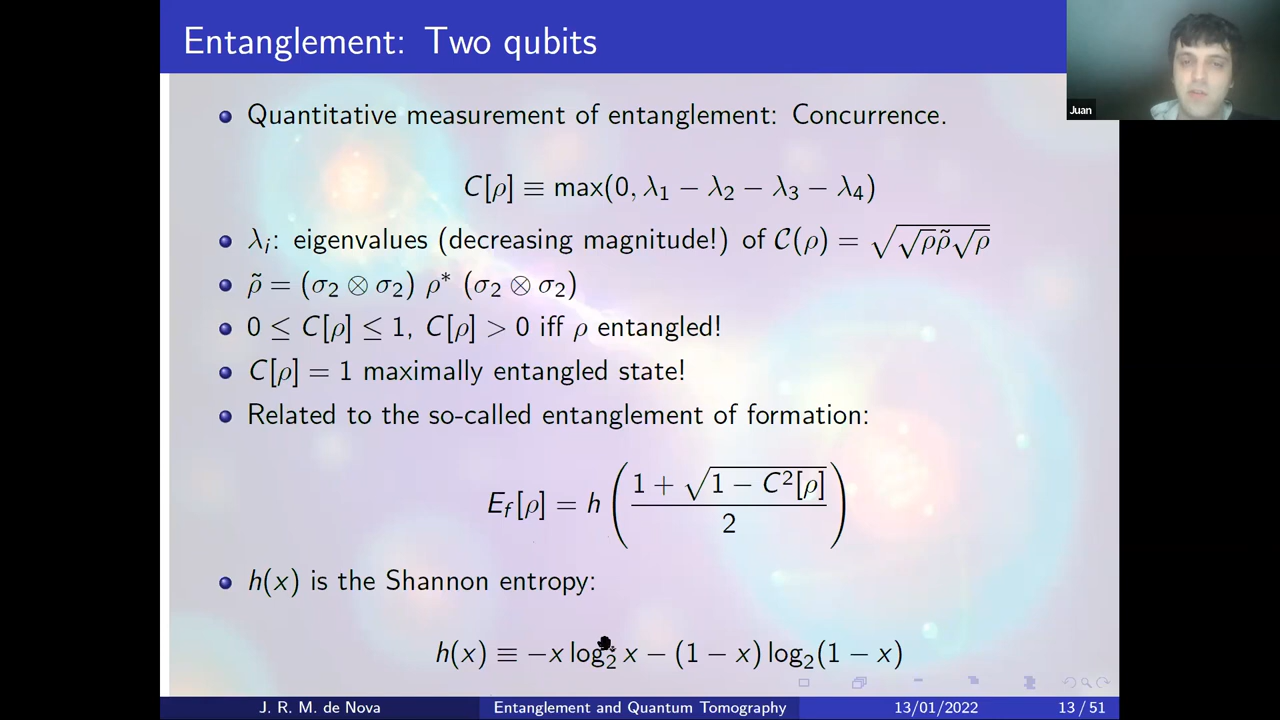 Entanglement: Two qubits
Juan
Quantitative measurement of entanglement: Concurrence.
C[ρ] ≡ max(0, λ₁ − λ₂ − λ₃ − λ₄)
λᵢ: eigenvalues (decreasing magnitude!) of 𝒞(ρ) = √(√ρ ρ̃ √ρ)
ρ̃ = (σ₂ ⊗ σ₂) ρ* (σ₂ ⊗ σ₂)
0 ≤ C[ρ] ≤ 1, C[ρ] > 0 iff ρ entangled!
C[ρ] = 1 maximally entangled state!
Related to the so-called entanglement of formation:
E_f[ρ] = h((1 + √(1 − C²[ρ]))/2)
h(x) is the Shannon entropy:
h(x) ≡ −x log₂ x − (1 − x) log₂(1 − x)
J. R. M. de Nova Entanglement and Quantum Tomography 13/01/2022 13 / 51